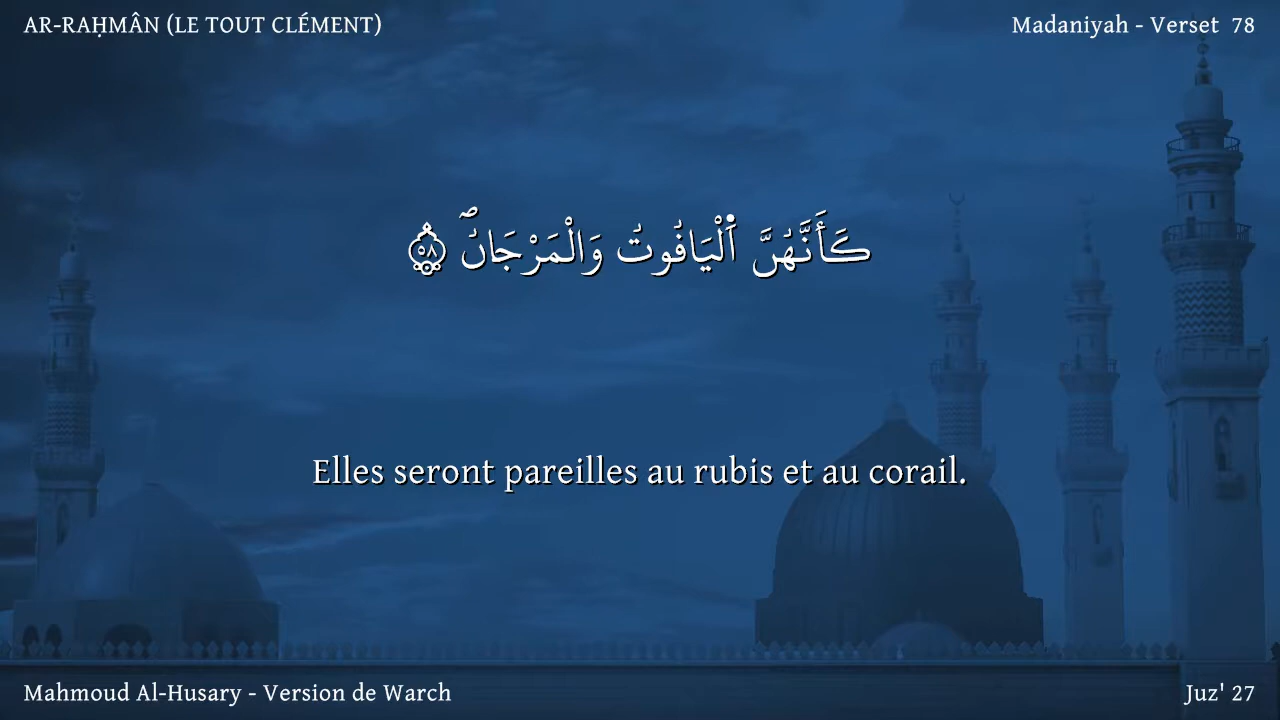 AR-RAḤMÂN (LE TOUT CLÉMENT)
Madaniyah - Verset 78
كَأَنَّهُنَّ اَ۬لْيَاقُوتُ وَالْمَرْجَانُۖ ٥٨
Elles seront pareilles au rubis et au corail.
Mahmoud Al-Husary - Version de Warch
Juz' 27